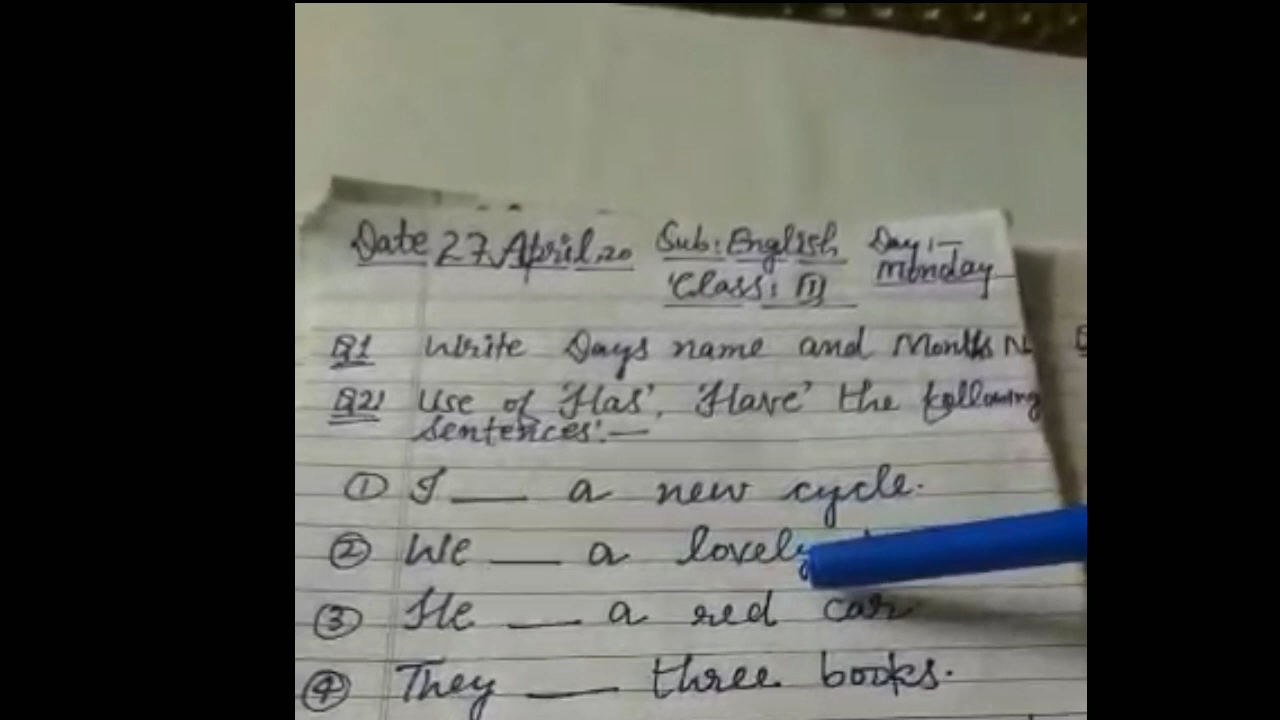 Date 27 April. 20 Sub: English Day:- Monday
Class: III
Q1 Write Days name and Months N
Q2 Use of 'Has', 'Have' the following
sentences:—
① I ___ a new cycle.
② We ___ a lovely
③ He ___ a red car.
④ They ___ three books.